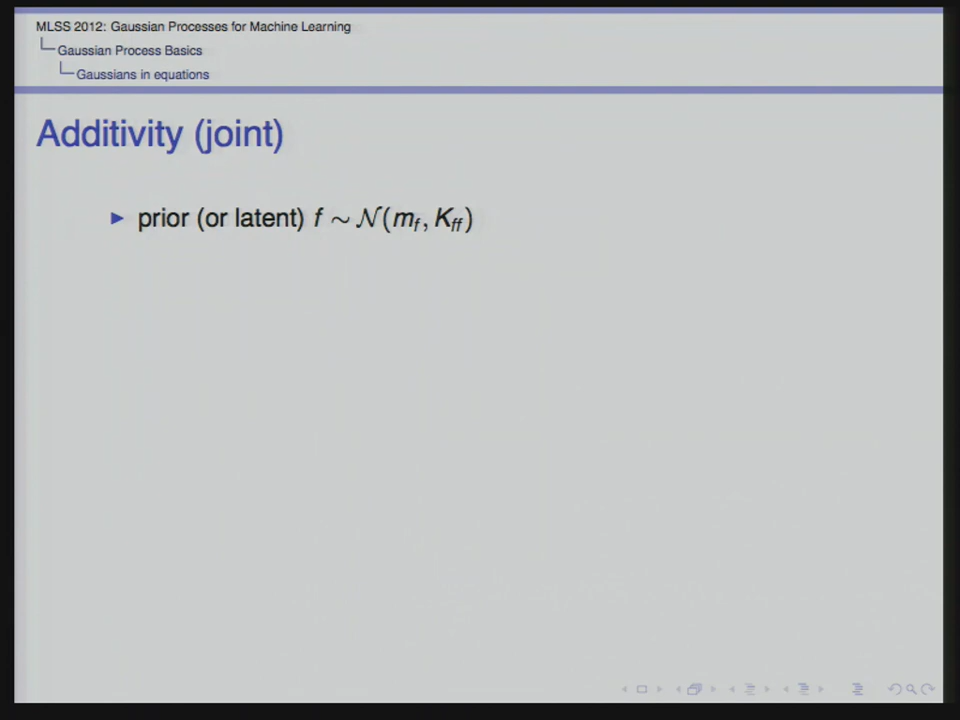 MLSS 2012: Gaussian Processes for Machine Learning
Gaussian Process Basics
Gaussians in equations
Additivity (joint)
▶ prior (or latent) f ∼ 𝒩(m_f, K_ff)